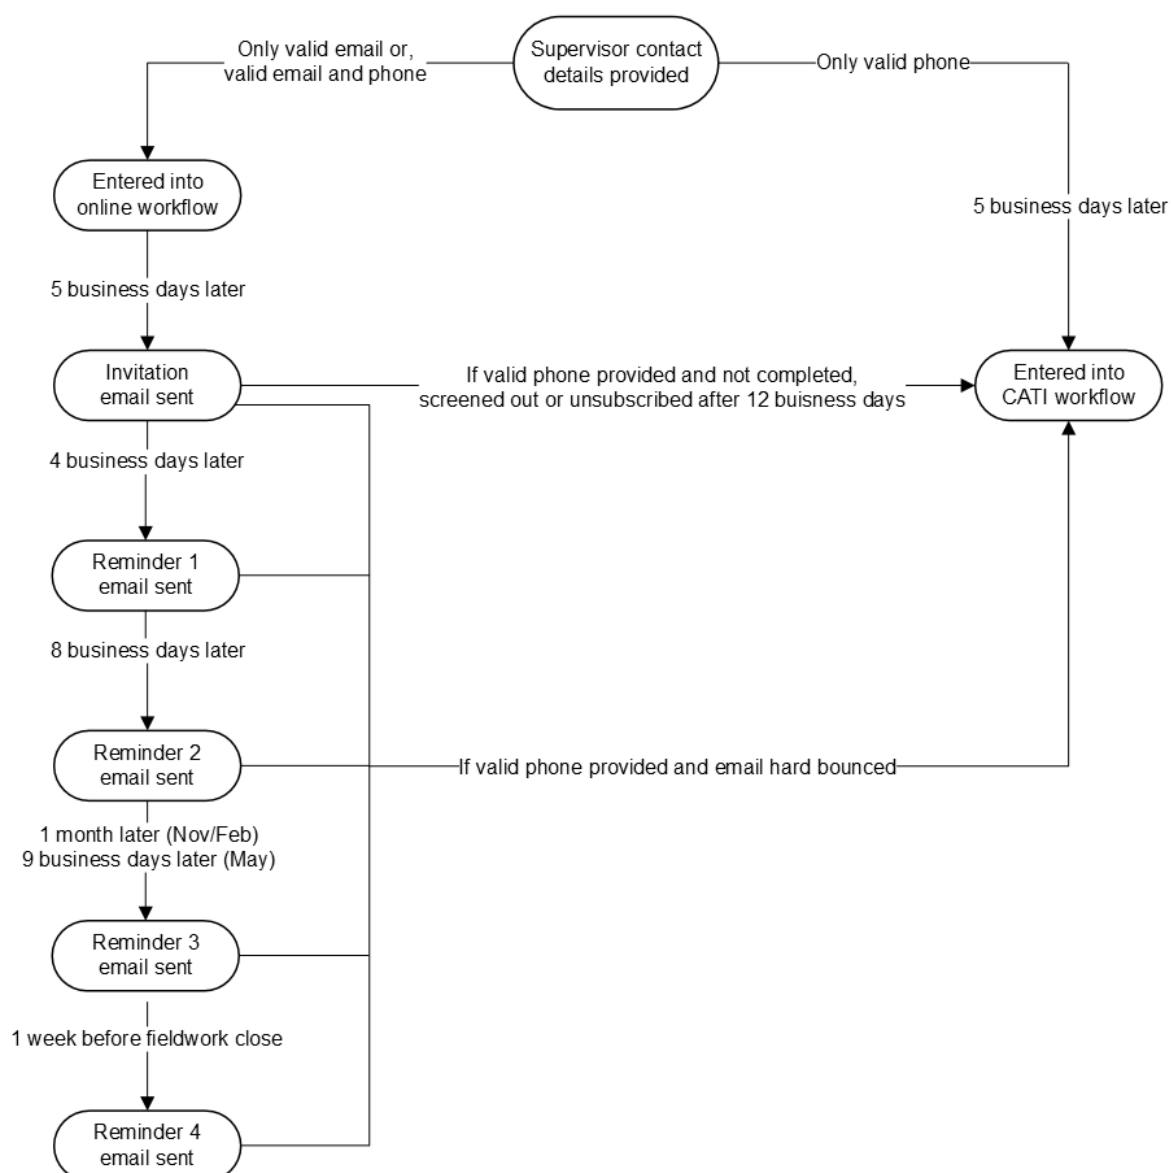 Only valid email or,
valid email and phone
Supervisor contact
details provided
Only valid phone
Entered into
online workflow
5 business days later
5 business days later
Invitation
email sent
If valid phone provided and not completed,
screened out or unsubscribed after 12 buisness days
Entered into
CATI workflow
4 business days later
Reminder 1
email sent
8 business days later
Reminder 2
email sent
If valid phone provided and email hard bounced
1 month later (Nov/Feb)
9 business days later (May)
Reminder 3
email sent
1 week before fieldwork close
Reminder 4
email sent